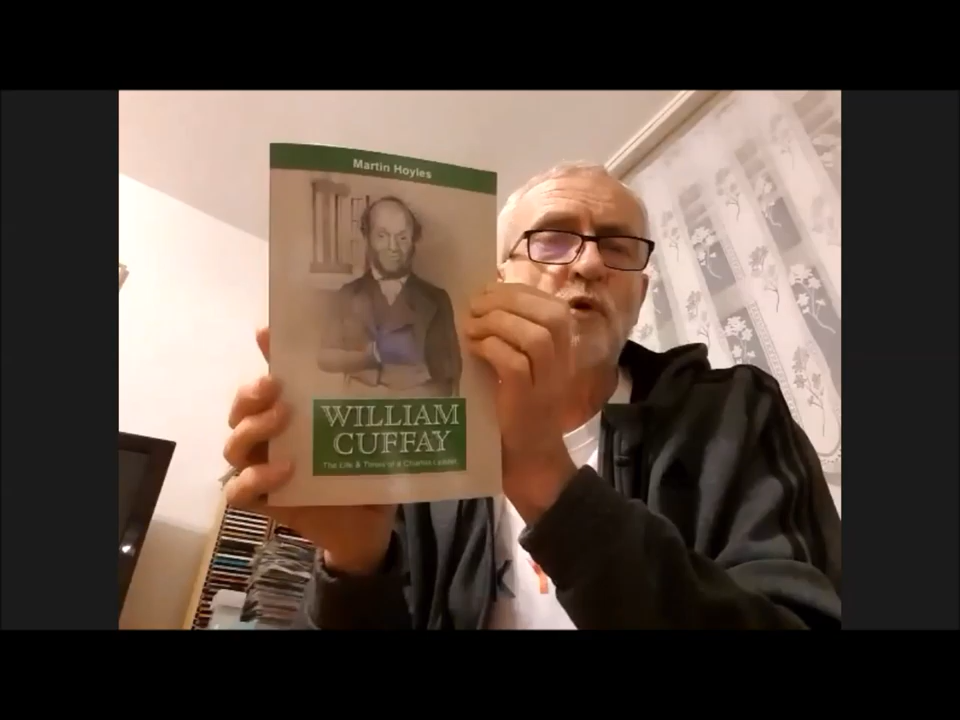 Martin Hoyles
WILLIAM
CUFFAY
The Life & Times of a Chartist Leader